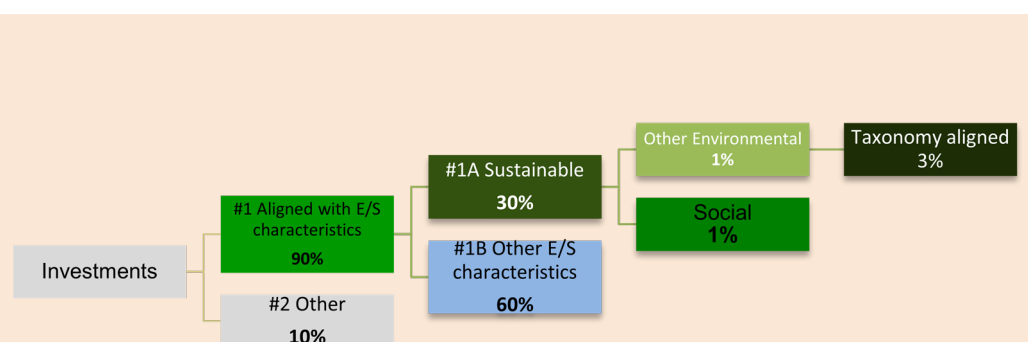 Investments
#1 Aligned with E/S
characteristics
90%
#2 Other
10%
#1A Sustainable
30%
#1B Other E/S
characteristics
60%
Other Environmental
1%
Social
1%
Taxonomy aligned
3%